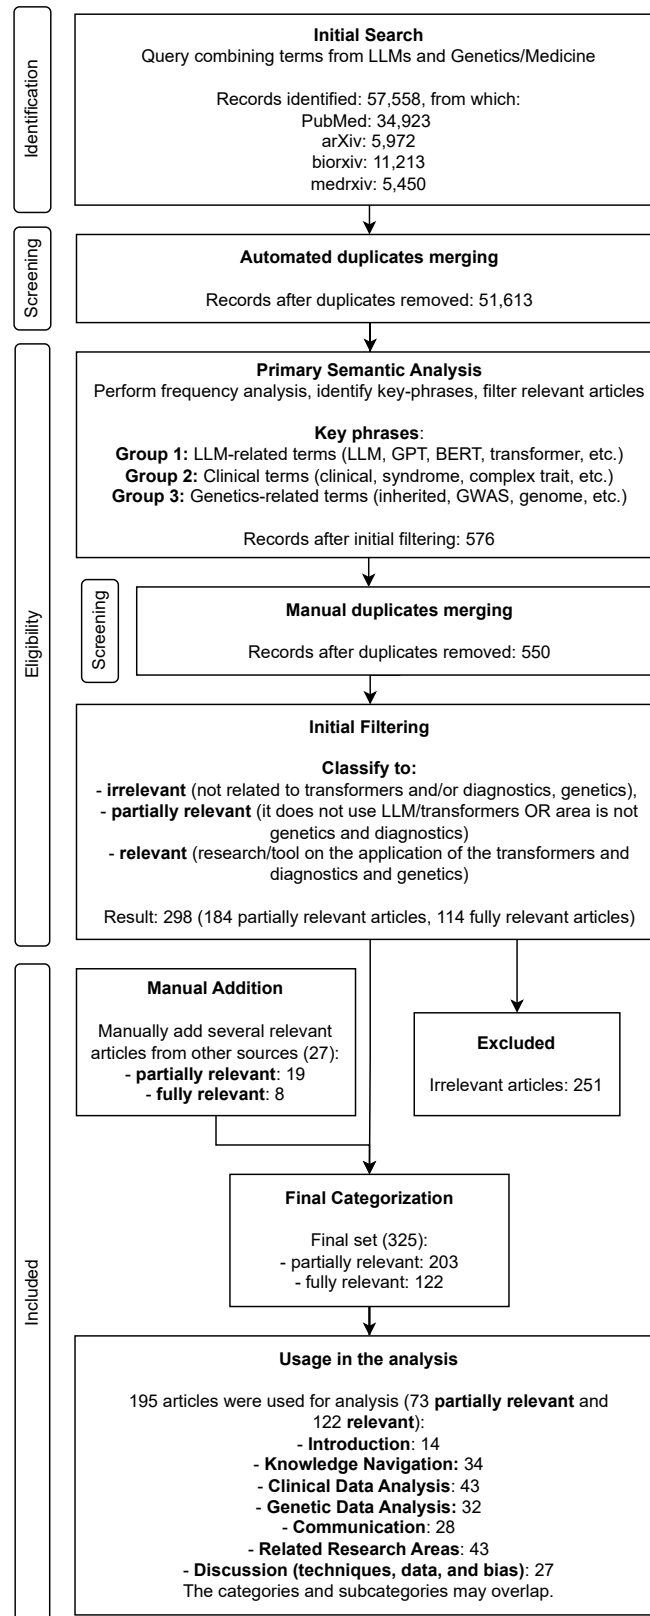 Identification
Initial Search
Query combining terms from LLMs and Genetics/Medicine
Records identified: 57,558, from which:
PubMed: 34,923
arXiv: 5,972
biorxiv: 11,213
medrxiv: 5,450
Screening
Automated duplicates merging
Records after duplicates removed: 51,613
Eligibility
Primary Semantic Analysis
Perform frequency analysis, identify key-phrases, filter relevant articles
Key phrases:
Group 1: LLM-related terms (LLM, GPT, BERT, transformer, etc.)
Group 2: Clinical terms (clinical, syndrome, complex trait, etc.)
Group 3: Genetics-related terms (inherited, GWAS, genome, etc.)
Records after initial filtering: 576
Screening
Manual duplicates merging
Records after duplicates removed: 550
Initial Filtering
Classify to:
- irrelevant (not related to transformers and/or diagnostics, genetics),
- partially relevant (it does not use LLM/transformers OR area is not
genetics and diagnostics)
- relevant (research/tool on the application of the transformers and
diagnostics and genetics)
Result: 298 (184 partially relevant articles, 114 fully relevant articles)
Included
Manual Addition
Manually add several relevant
articles from other sources (27):
- partially relevant: 19
- fully relevant: 8
Excluded
Irrelevant articles: 251
Final Categorization
Final set (325):
- partially relevant: 203
- fully relevant: 122
Usage in the analysis
195 articles were used for analysis (73 partially relevant and
122 relevant):
- Introduction: 14
- Knowledge Navigation: 34
- Clinical Data Analysis: 43
- Genetic Data Analysis: 32
- Communication: 28
- Related Research Areas: 43
- Discussion (techniques, data, and bias): 27
The categories and subcategories may overlap.